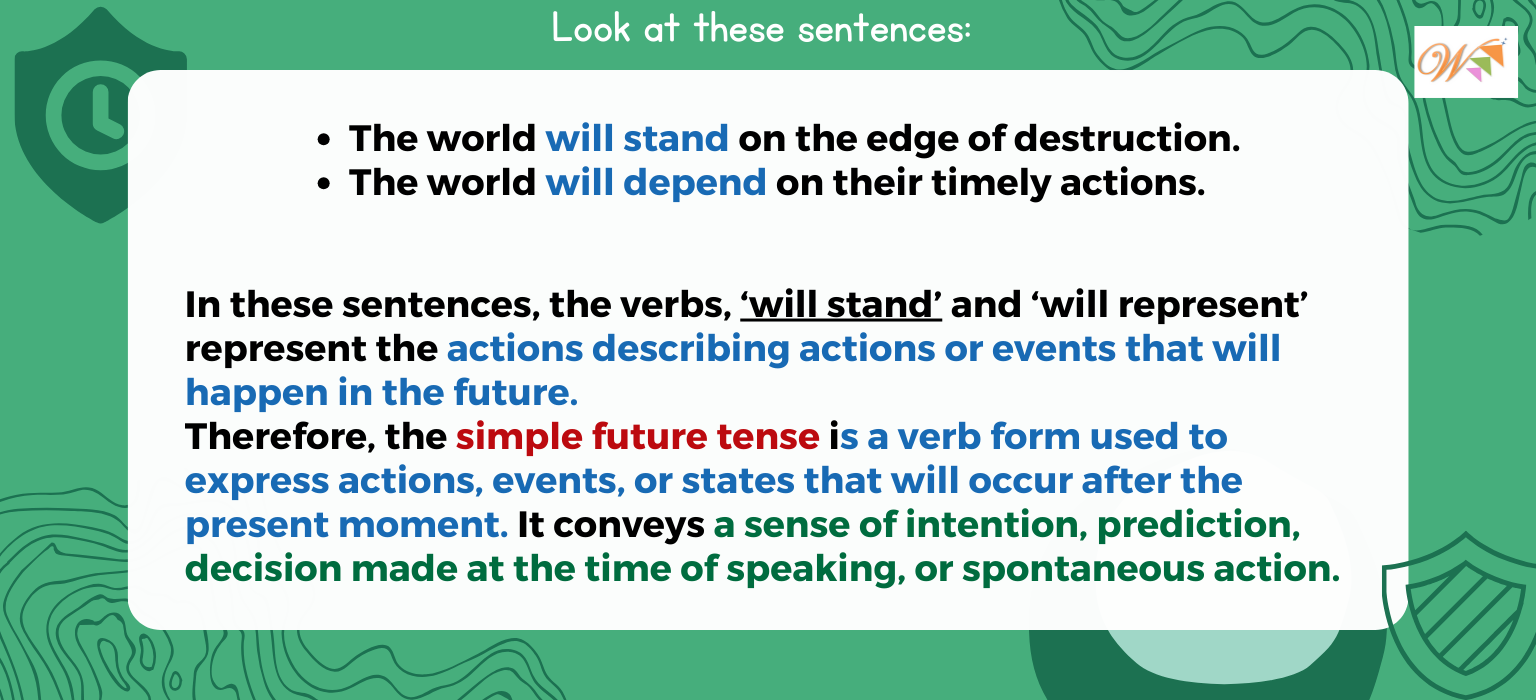 Look at these sentences:
W
• The world will stand on the edge of destruction.
• The world will depend on their timely actions.
In these sentences, the verbs, ‘will stand’ and ‘will represent’
represent the actions describing actions or events that will
happen in the future.
Therefore, the simple future tense is a verb form used to
express actions, events, or states that will occur after the
present moment. It conveys a sense of intention, prediction,
decision made at the time of speaking, or spontaneous action.